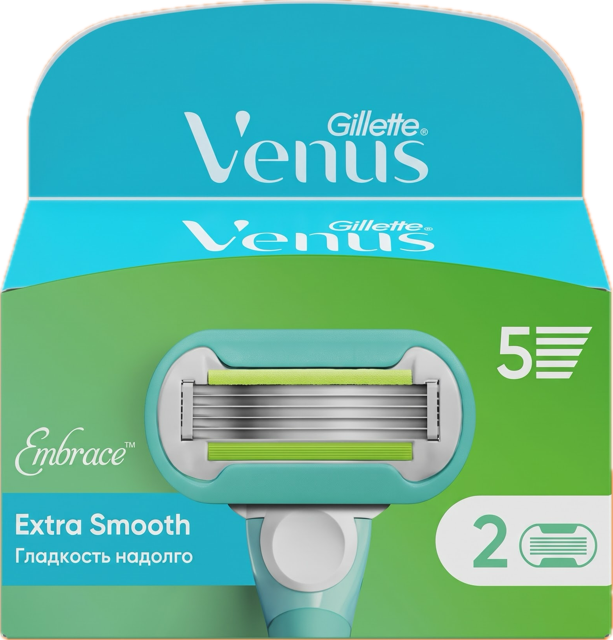 Gillette®
Venus
Gillette®
Venus
5
Embrace™
Extra Smooth
Гладкость надолго
2